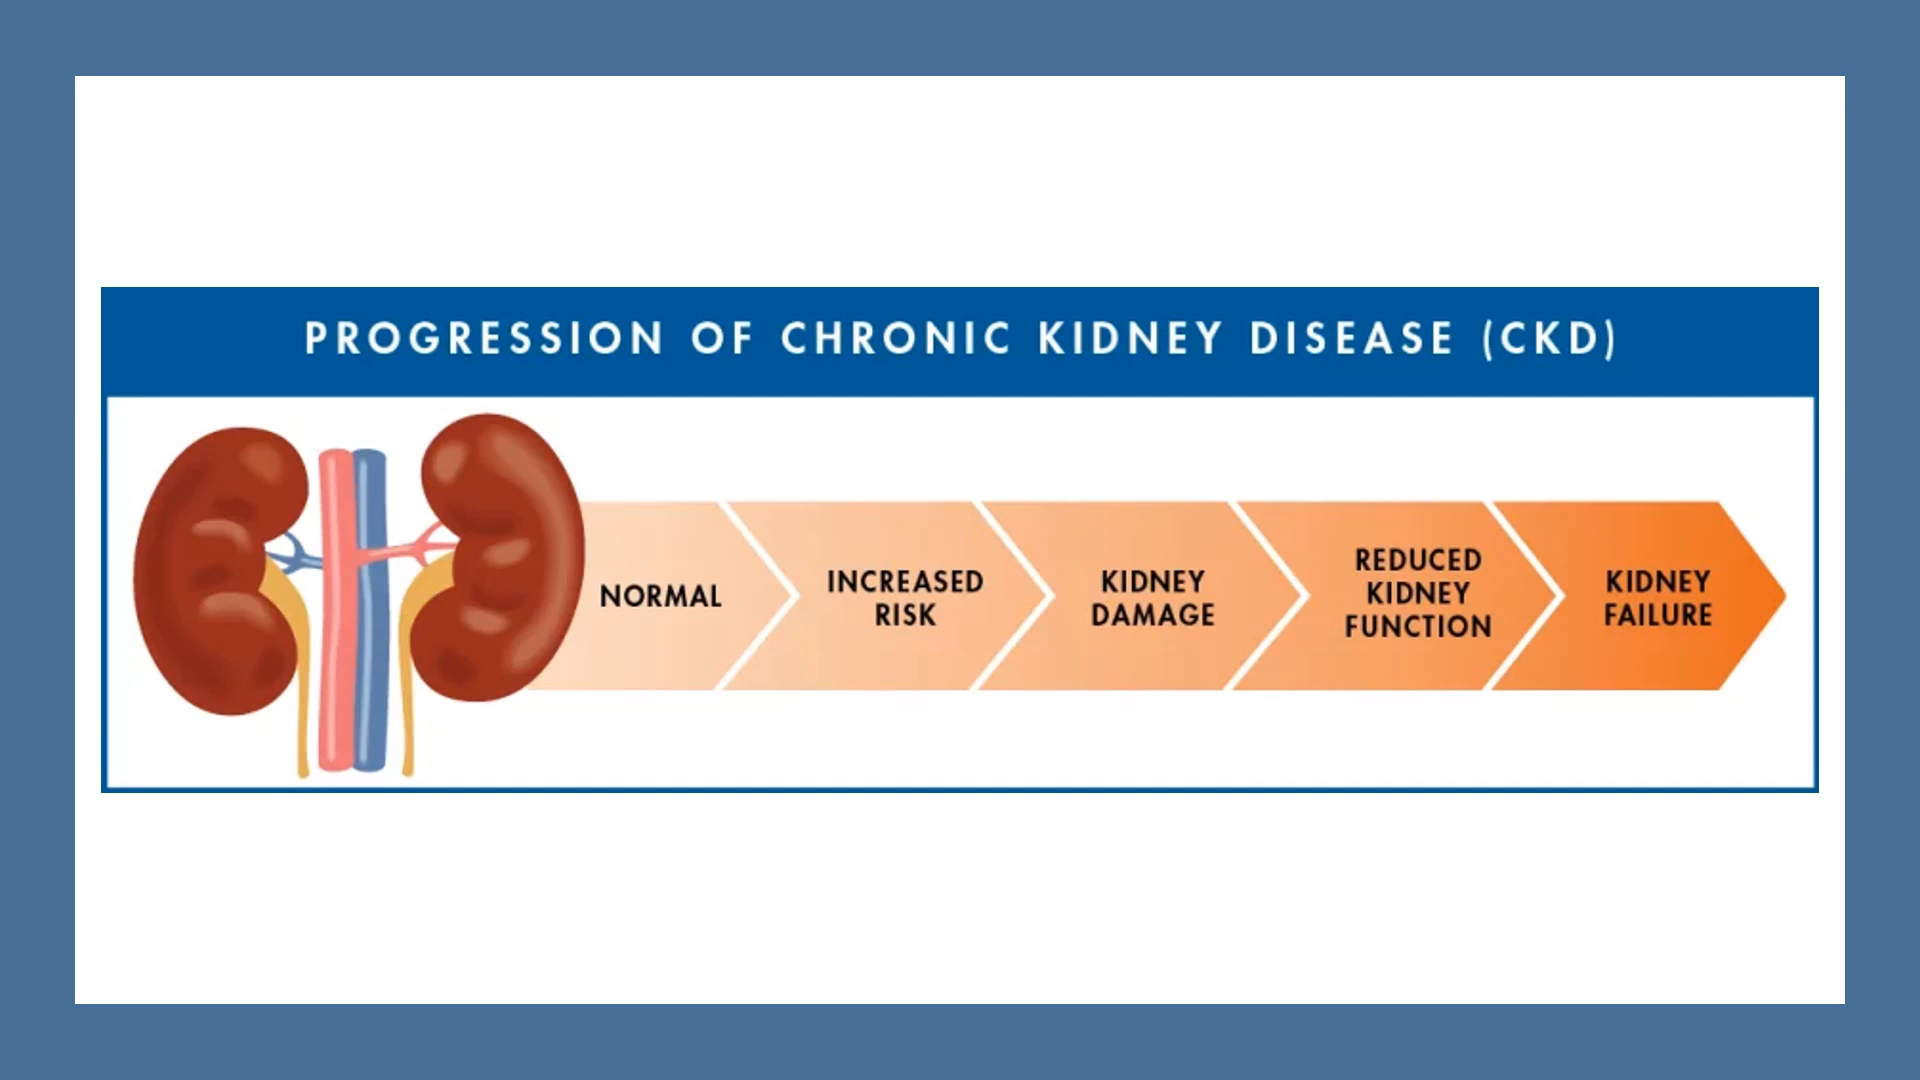 PROGRESSION OF CHRONIC KIDNEY DISEASE (CKD)
NORMAL
INCREASED
RISK
KIDNEY
DAMAGE
REDUCED
KIDNEY
FUNCTION
KIDNEY
FAILURE